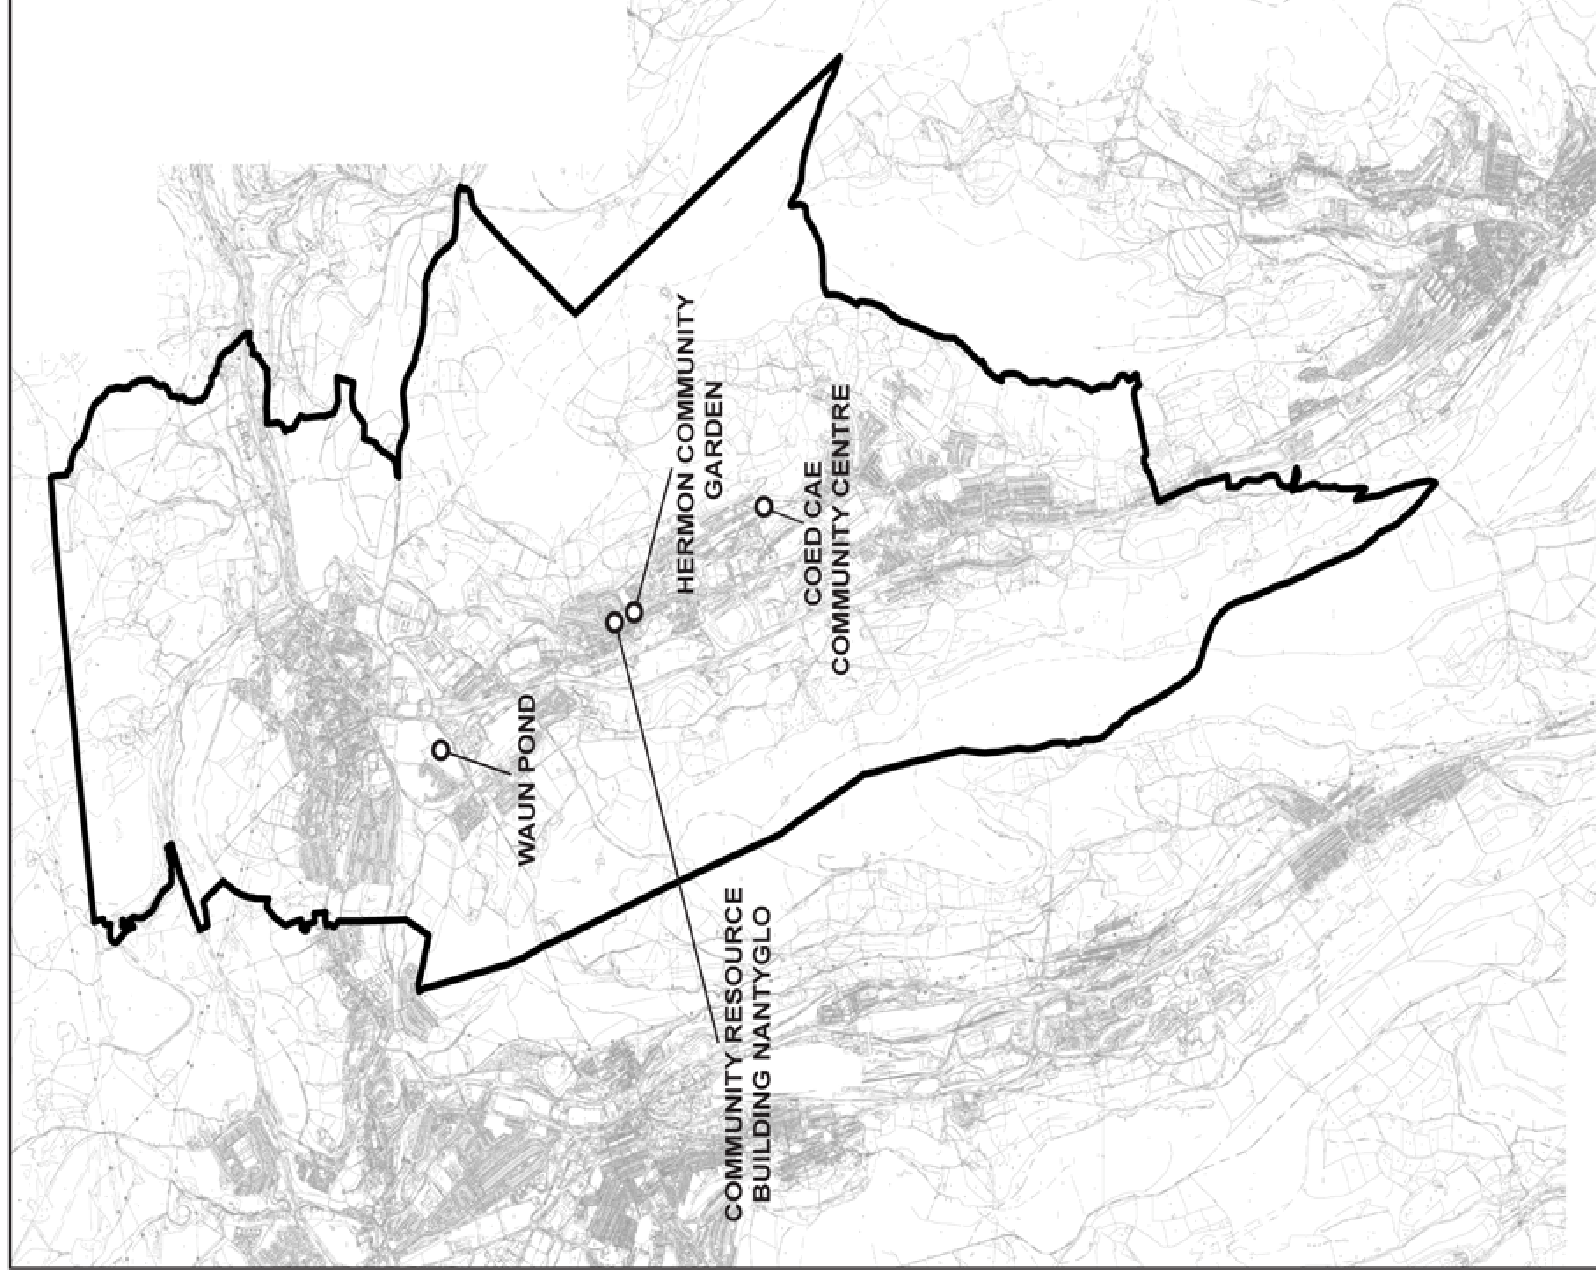 WAUN POND
HERMON COMMUNITY
GARDEN
COED CAE
COMMUNITY CENTRE
COMMUNITY RESOURCE
BUILDING NANTYGLO